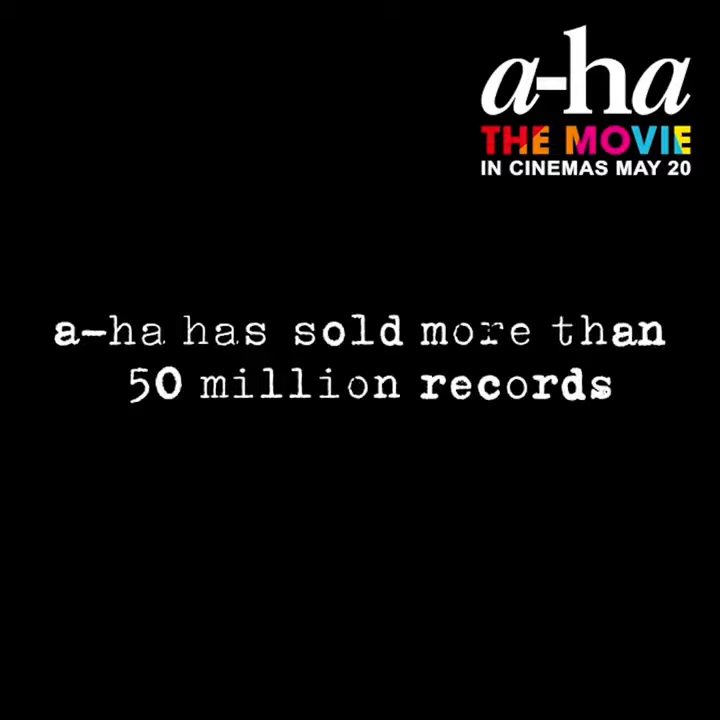 a-ha
THE MOVIE
IN CINEMAS MAY 20
a-ha has sold more than
50 million records